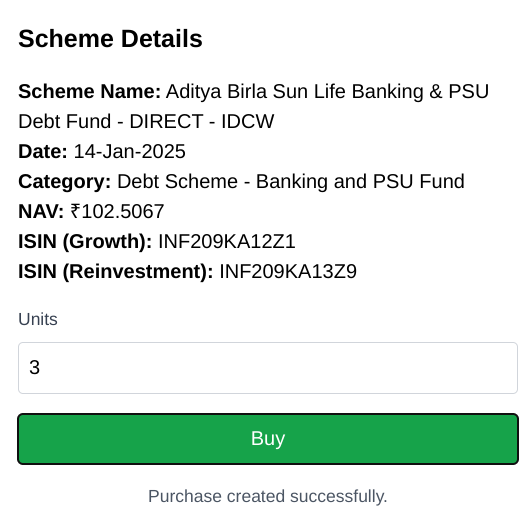 Scheme Details
Scheme Name: Aditya Birla Sun Life Banking & PSU
Debt Fund - DIRECT - IDCW
Date: 14-Jan-2025
Category: Debt Scheme - Banking and PSU Fund
NAV: ₹102.5067
ISIN (Growth): INF209KA12Z1
ISIN (Reinvestment): INF209KA13Z9
Units
3
Buy
Purchase created successfully.